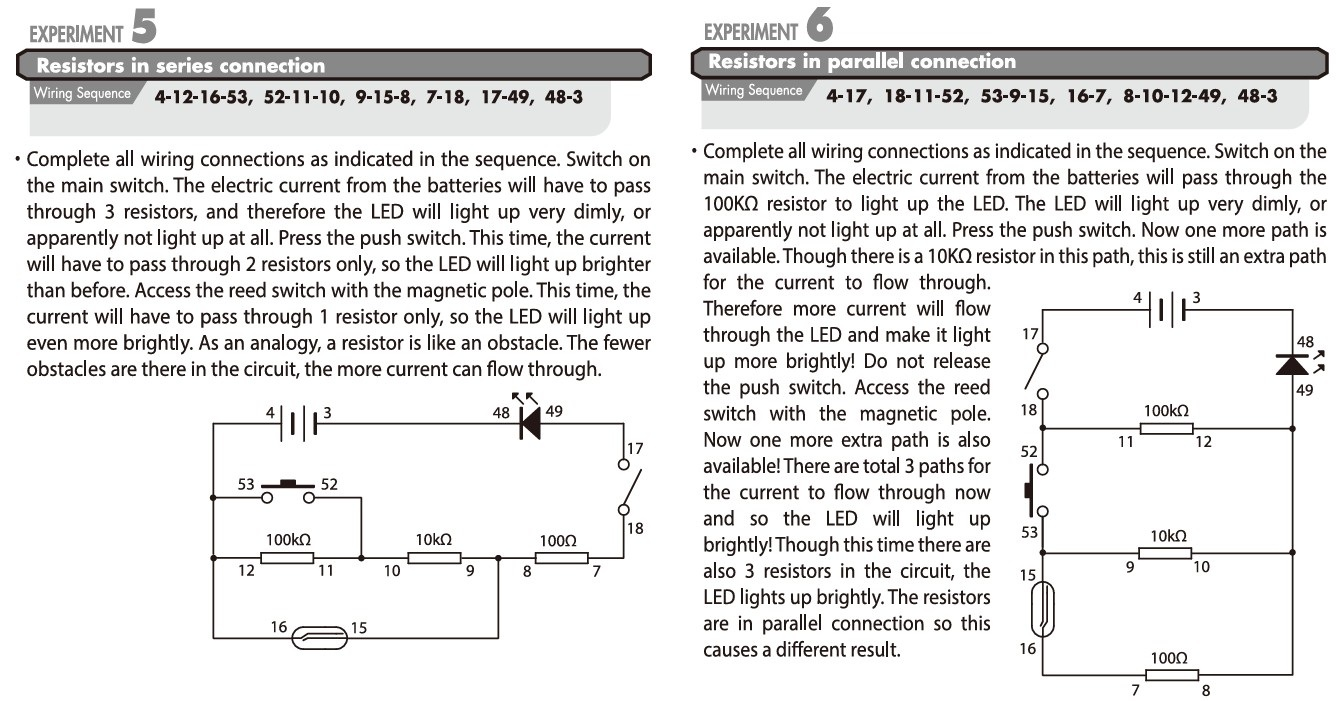 EXPERIMENT 5
Resistors in series connection
Wiring Sequence 4-12-16-53, 52-11-10, 9-15-8, 7-18, 17-49, 48-3
• Complete all wiring connections as indicated in the sequence. Switch on
the main switch. The electric current from the batteries will have to pass
through 3 resistors, and therefore the LED will light up very dimly, or
apparently not light up at all. Press the push switch. This time, the current
will have to pass through 2 resistors only, so the LED will light up brighter
than before. Access the reed switch with the magnetic pole. This time, the
current will have to pass through 1 resistor only, so the LED will light up
even more brightly. As an analogy, a resistor is like an obstacle. The fewer
obstacles are there in the circuit, the more current can flow through.
4 3 48 49
17
53 52
18
100kΩ 10kΩ 100Ω
12 11 10 9 8 7
16 15
EXPERIMENT 6
Resistors in parallel connection
Wiring Sequence 4-17, 18-11-52, 53-9-15, 16-7, 8-10-12-49, 48-3
• Complete all wiring connections as indicated in the sequence. Switch on the
main switch. The electric current from the batteries will pass through the
100KΩ resistor to light up the LED. The LED will light up very dimly, or
apparently not light up at all. Press the push switch. Now one more path is
available. Though there is a 10KΩ resistor in this path, this is still an extra path
for the current to flow through.
Therefore more current will flow
through the LED and make it light
up more brightly! Do not release
the push switch. Access the reed
switch with the magnetic pole.
Now one more extra path is also
available! There are total 3 paths for
the current to flow through now
and so the LED will light up
brightly! Though this time there are
also 3 resistors in the circuit, the
LED lights up brightly. The resistors
are in parallel connection so this
causes a different result.
4 3
17 48
49
18 100kΩ
11 12
52
53 10kΩ
9 10
15
16 100Ω
7 8